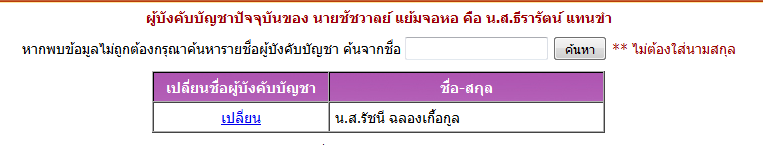 ผู้บังคับบัญชาปัจจุบันของ นายชัชวาลย์ แย้มจอหอ คือ น.ส.ธีรารัตน์ แทนขำ
หากพบข้อมูลไม่ถูกต้องกรุณาค้นหารายชื่อผู้บังคับบัญชา ค้นจากชื่อ ค้นหา ** ไม่ต้องใส่นามสกุล
เปลี่ยนชื่อผู้บังคับบัญชา ชื่อ-สกุล
เปลี่ยน น.ส.รัชนี ฉลองเกื้อกูล